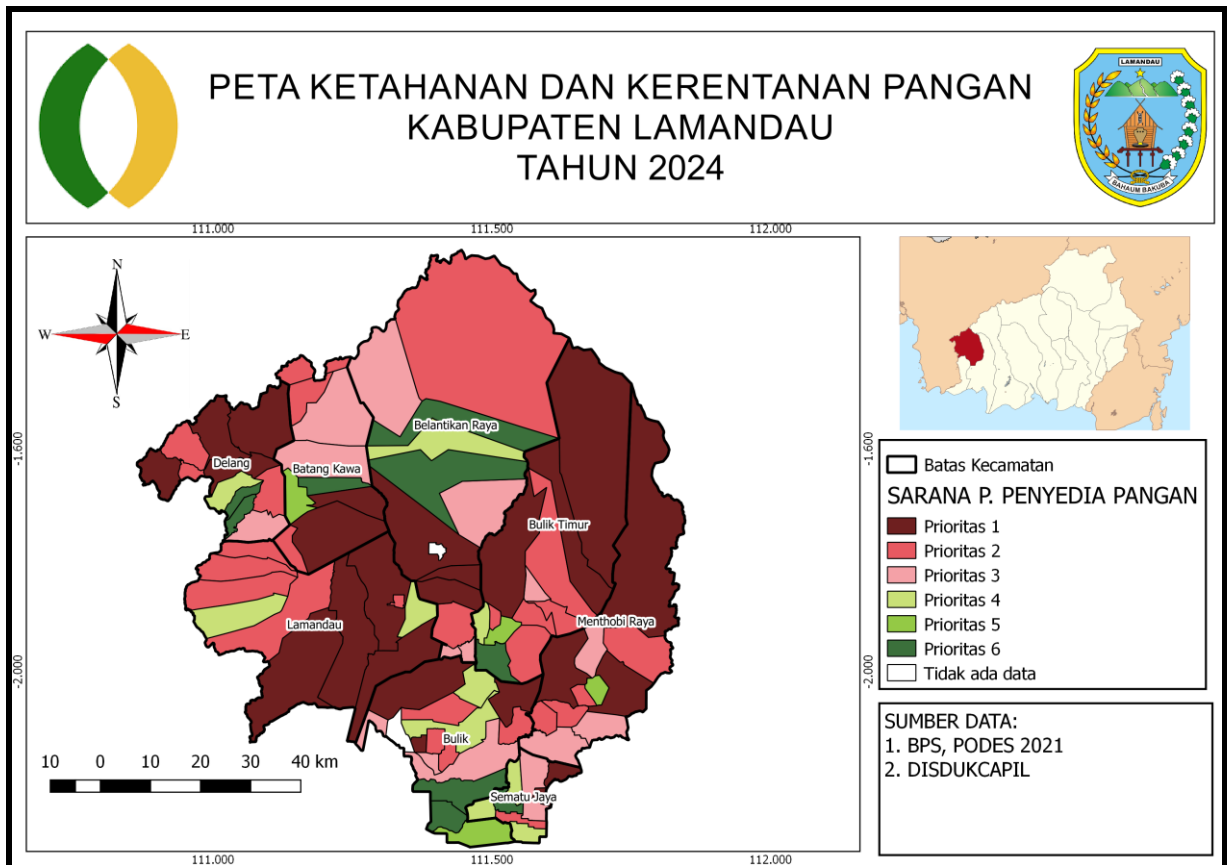 PETA KETAHANAN DAN KERENTANAN PANGAN
KABUPATEN LAMANDAU
TAHUN 2024
LAMANDAU
BAHAUM BAKUBA
111.000
111.500
112.000
N
W
E
S
-1.600
-1.600
Belantikan Raya
Delang
Batang Kawa
Bulik Timur
Lamandau
Menthobi Raya
-2.000
-2.000
Bulik
Sematu Jaya
10 0 10 20 30 40 km
111.000
111.500
112.000
Batas Kecamatan
SARANA P. PENYEDIA PANGAN
Prioritas 1
Prioritas 2
Prioritas 3
Prioritas 4
Prioritas 5
Prioritas 6
Tidak ada data
SUMBER DATA:
1. BPS, PODES 2021
2. DISDUKCAPIL